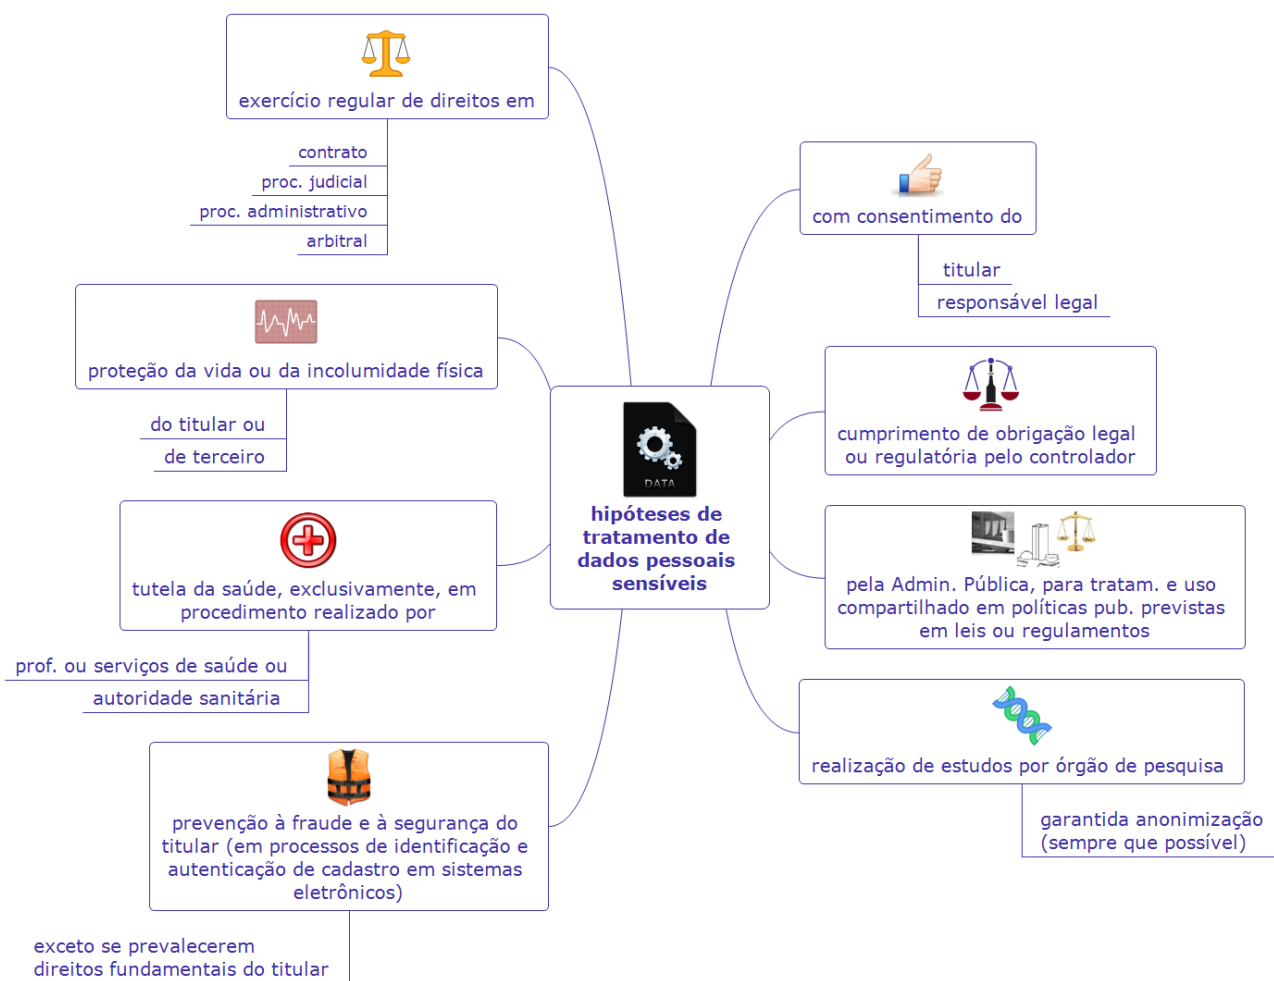 exercício regular de direitos em
contrato
proc. judicial
proc. administrativo
arbitral
proteção da vida ou da incolumidade física
do titular ou
de terceiro
tutela da saúde, exclusivamente, em
procedimento realizado por
prof. ou serviços de saúde ou
autoridade sanitária
prevenção à fraude e à segurança do
titular (em processos de identificação e
autenticação de cadastro em sistemas
eletrônicos)
exceto se prevalecerem
direitos fundamentais do titular
DATA
hipóteses de
tratamento de
dados pessoais
sensíveis
com consentimento do
titular
responsável legal
cumprimento de obrigação legal
ou regulatória pelo controlador
pela Admin. Pública, para tratam. e uso
compartilhado em políticas pub. previstas
em leis ou regulamentos
realização de estudos por órgão de pesquisa
garantida anonimização
(sempre que possível)